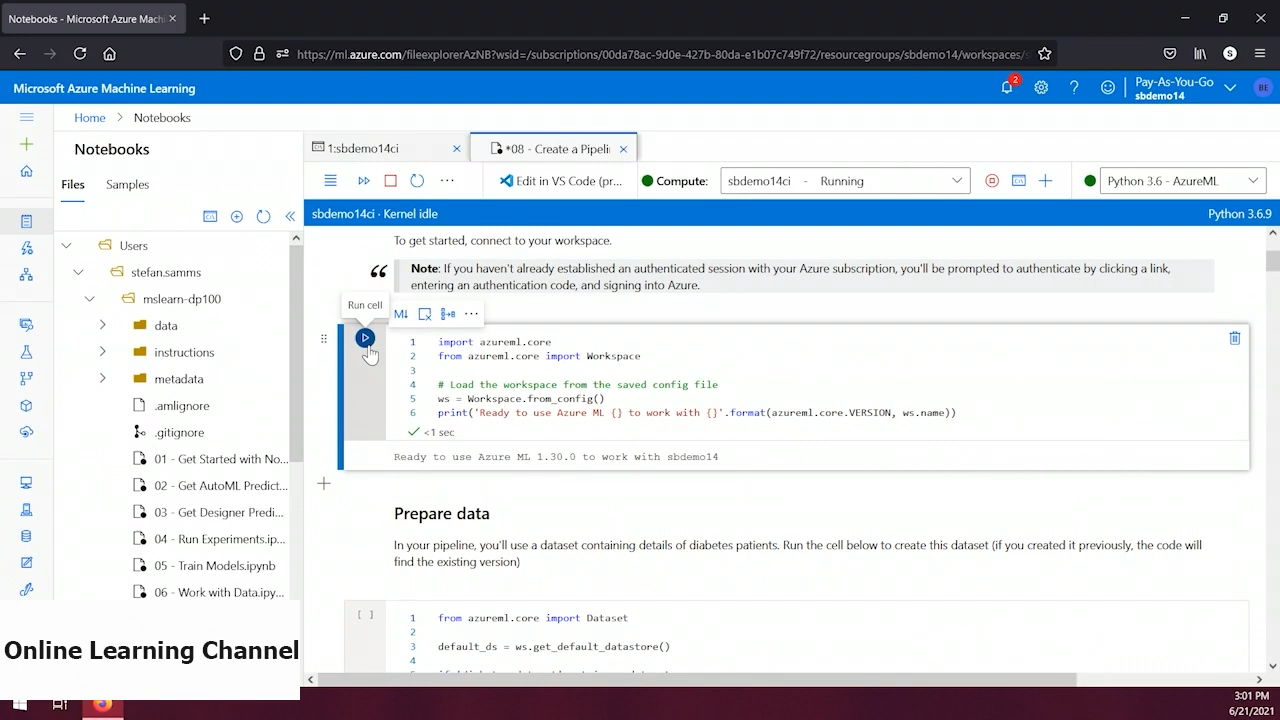 Notebooks - Microsoft Azure Machi
https://ml.azure.com/fileexplorerAzNB?wsid=/subscriptions/00da78ac-9d0e-427b-80da-e1b07c749f72/resourcegroups/sbdemo14/workspaces/s
S
Microsoft Azure Machine Learning
2
Pay-As-You-Go
sbdemo14
BE
Home > Notebooks
Notebooks
Files
Samples
Users
stefan.samms
mslearn-dp100
data
instructions
metadata
.amlignore
.gitignore
01 - Get Started with No...
02 - Get AutoML Predict...
03 - Get Designer Predi...
04 - Run Experiments.ip...
05 - Train Models.ipynb
06 - Work with Data.ipy...
1:sbdemo14ci
*08 - Create a Pipeli
Edit in VS Code (pr...
Compute:
sbdemo14ci - Running
Python 3.6 - AzureML
sbdemo14ci · Kernel idle
Python 3.6.9
To get started, connect to your workspace.
Note: If you haven't already established an authenticated session with your Azure subscription, you'll be prompted to authenticate by clicking a link,
entering an authentication code, and signing into Azure.
Run cell
M↓
1 import azureml.core
2 from azureml.core import Workspace
3
4 # Load the workspace from the saved config file
5 ws = Workspace.from_config()
6 print('Ready to use Azure ML {} to work with {}'.format(azureml.core.VERSION, ws.name))
<1 sec
Ready to use Azure ML 1.30.0 to work with sbdemo14
Prepare data
In your pipeline, you'll use a dataset containing details of diabetes patients. Run the cell below to create this dataset (if you created it previously, the code will
find the existing version)
[ ]
1 from azureml.core import Dataset
2
3 default_ds = ws.get_default_datastore()
4
Online Learning Channel
3:01 PM
6/21/2021